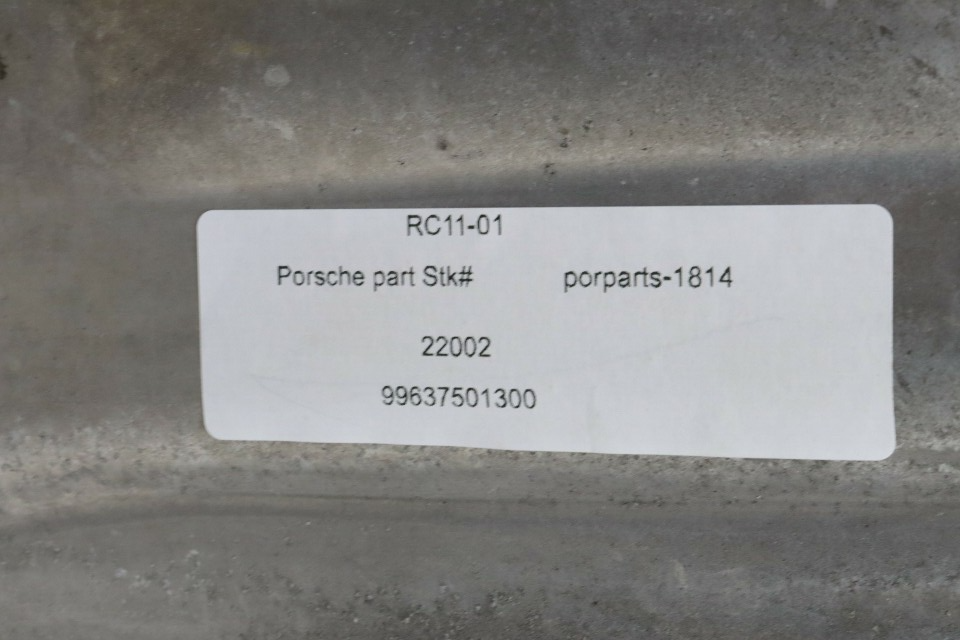 RC11-01
Porsche part Stk# porparts-1814
22002
99637501300